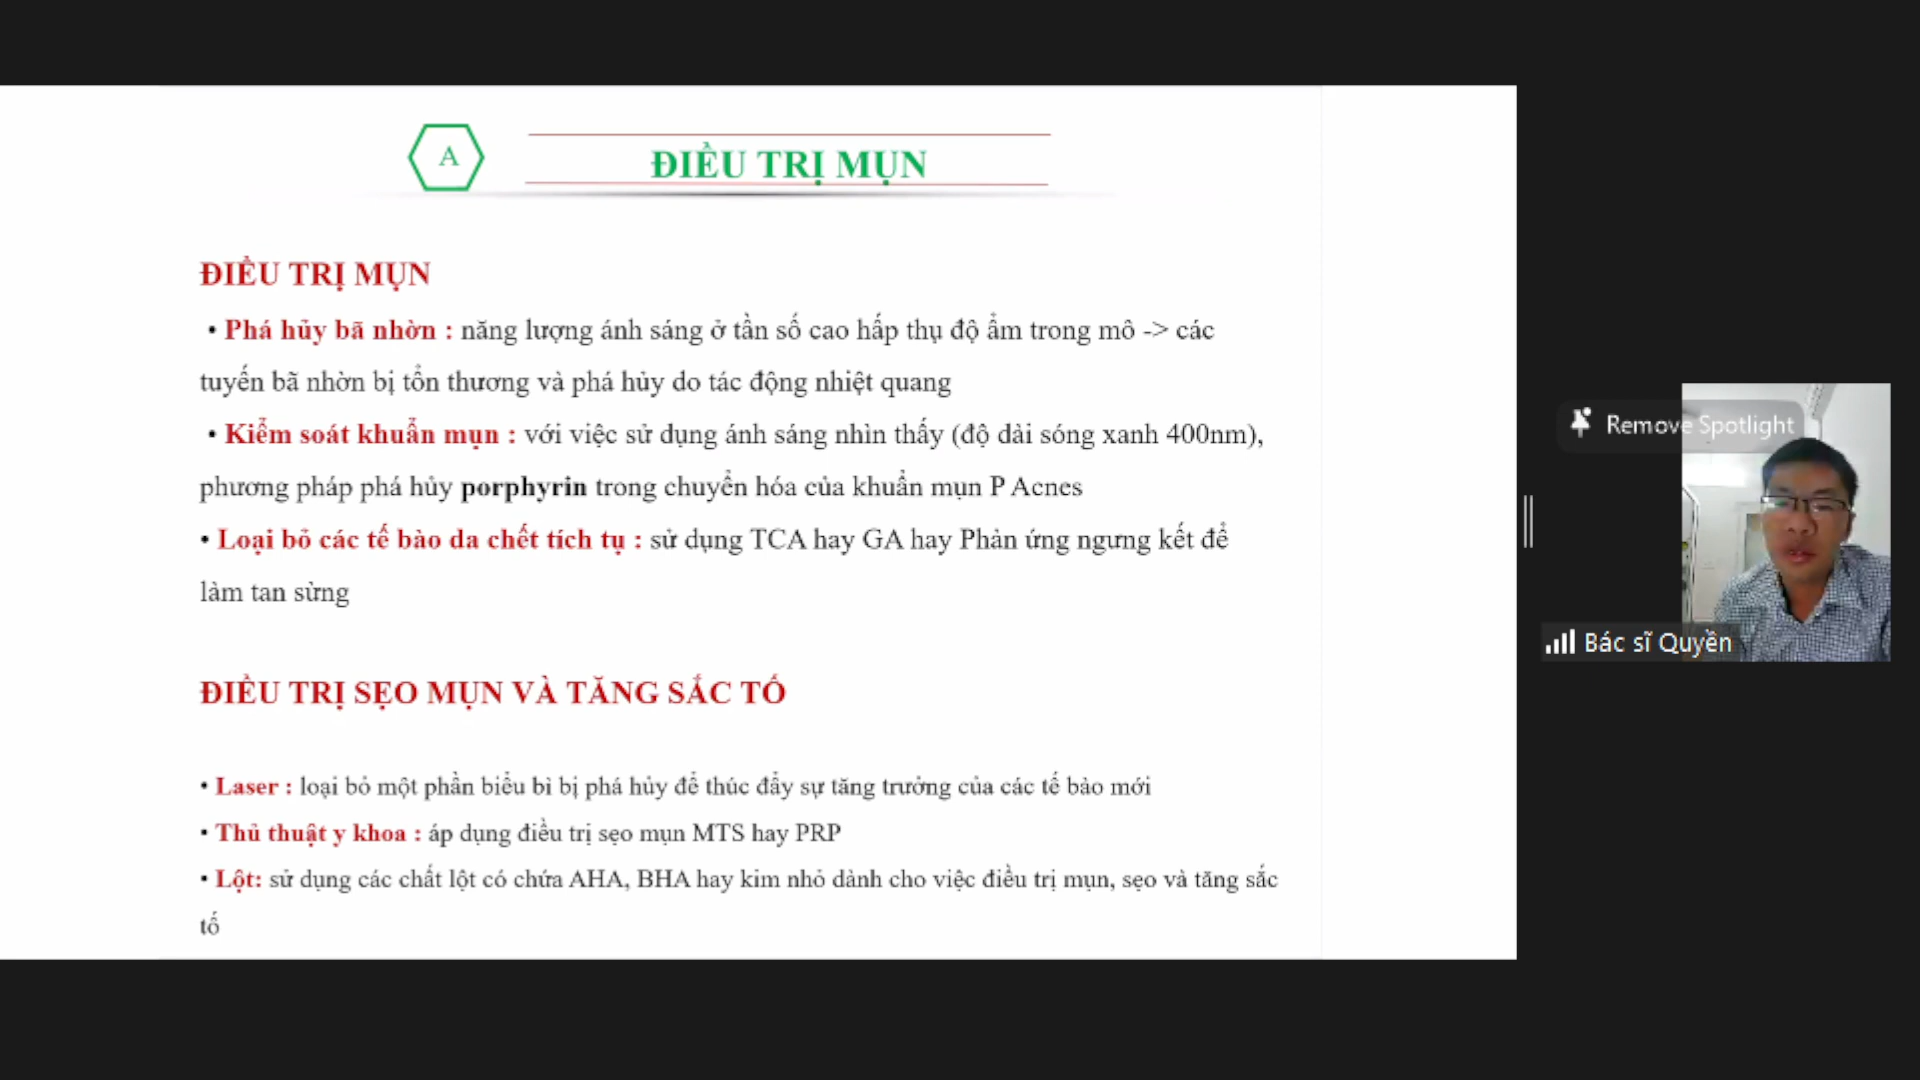 A
ĐIỀU TRỊ MỤN
ĐIỀU TRỊ MỤN
• Phá hủy bã nhờn : năng lượng ánh sáng ở tần số cao hấp thụ độ ẩm trong mô -> các
tuyến bã nhờn bị tổn thương và phá hủy do tác động nhiệt quang
• Kiểm soát khuẩn mụn : với việc sử dụng ánh sáng nhìn thấy (độ dài sóng xanh 400nm),
phương pháp phá hủy porphyrin trong chuyển hóa của khuẩn mụn P Acnes
• Loại bỏ các tế bào da chết tích tụ : sử dụng TCA hay GA hay Phản ứng ngưng kết để
làm tan sừng
ĐIỀU TRỊ SẸO MỤN VÀ TĂNG SẮC TỐ
• Laser : loại bỏ một phần biểu bì bị phá hủy để thúc đẩy sự tăng trưởng của các tế bào mới
• Thủ thuật y khoa : áp dụng điều trị sẹo mụn MTS hay PRP
• Lột: sử dụng các chất lột có chứa AHA, BHA hay kim nhỏ dành cho việc điều trị mụn, sẹo và tăng sắc
tố
Remove Spotlight
Bác sĩ Quyền